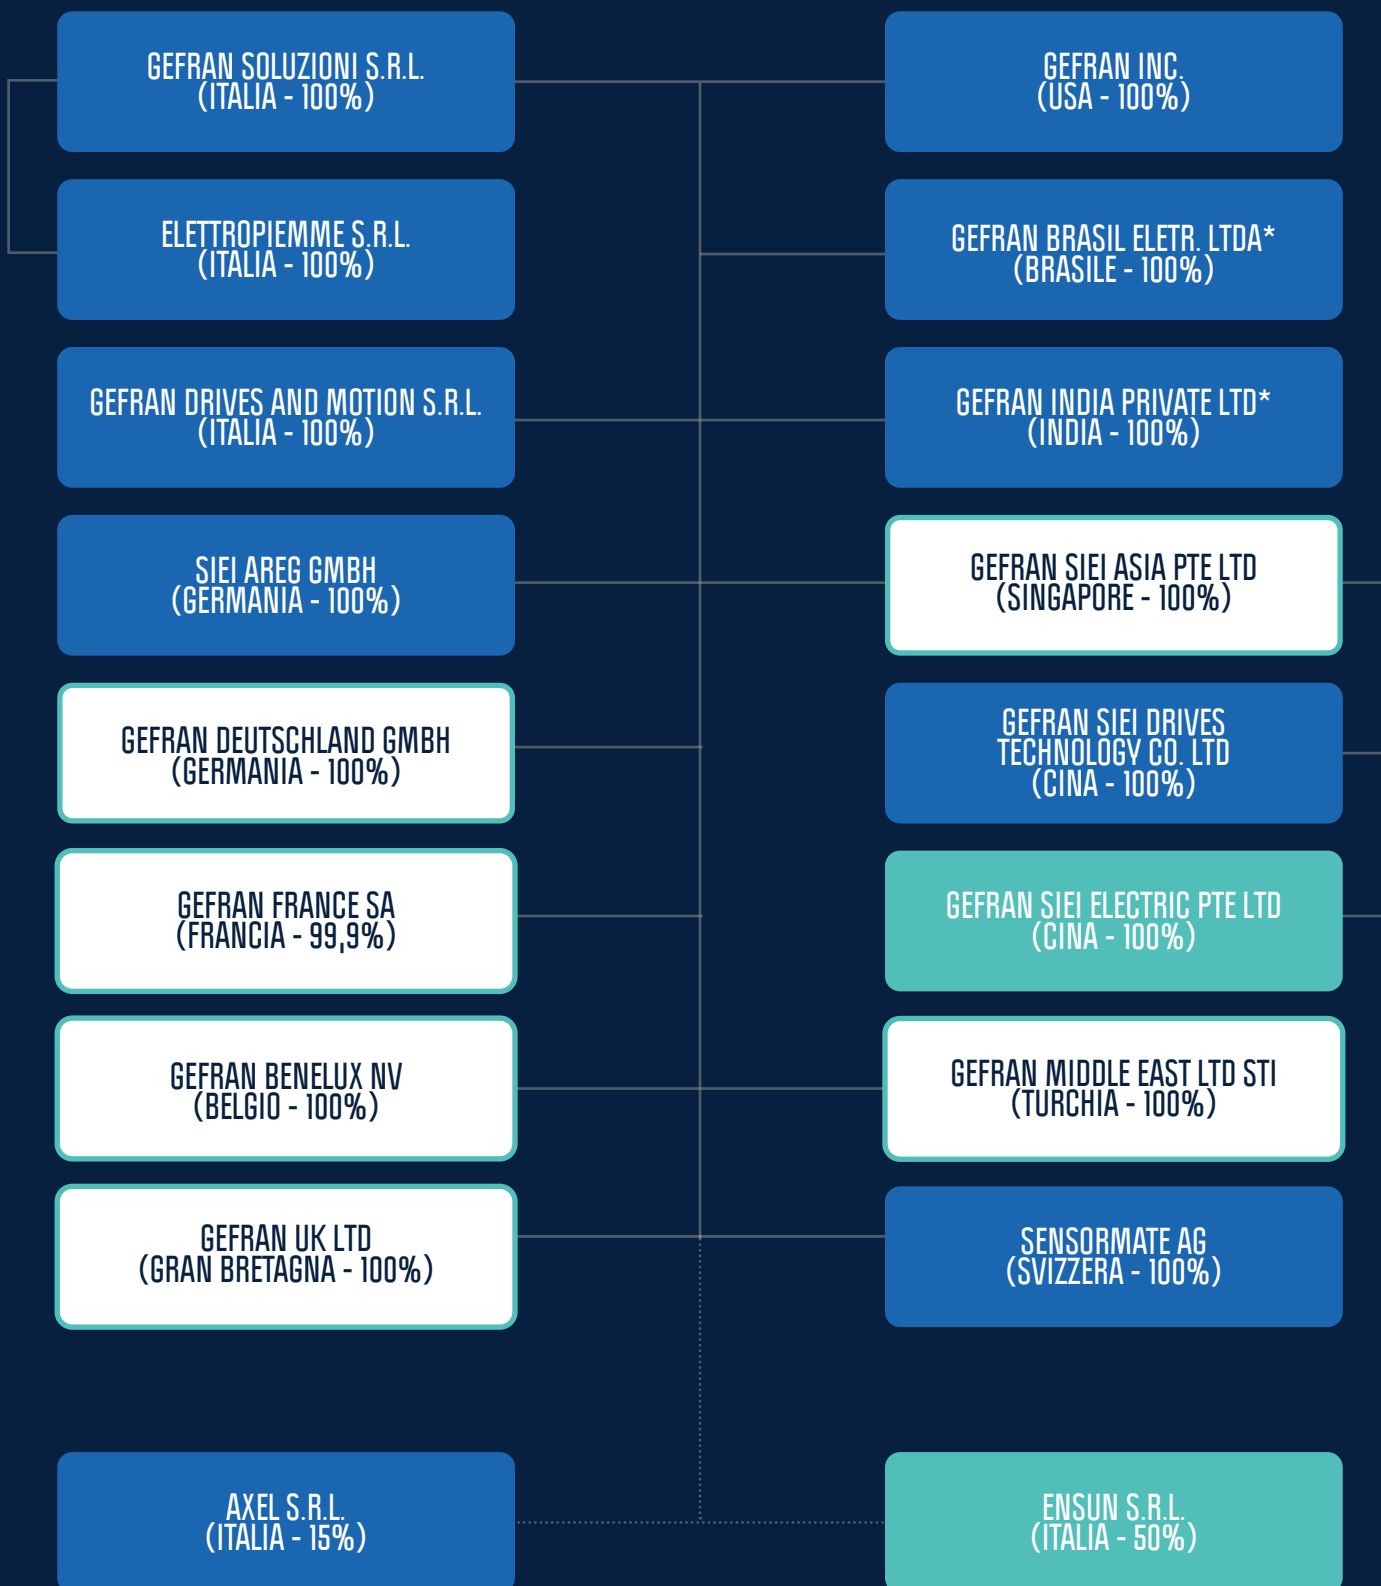 GEFRAN SOLUZIONI S.R.L.
(ITALIA - 100%)
ELETTROPIEMME S.R.L.
(ITALIA - 100%)
GEFRAN DRIVES AND MOTION S.R.L.
(ITALIA - 100%)
SIEI AREG GMBH
(GERMANIA - 100%)
GEFRAN DEUTSCHLAND GMBH
(GERMANIA - 100%)
GEFRAN FRANCE SA
(FRANCIA - 99,9%)
GEFRAN BENELUX NV
(BELGIO - 100%)
GEFRAN UK LTD
(GRAN BRETAGNA - 100%)
AXEL S.R.L.
(ITALIA - 15%)
GEFRAN INC.
(USA - 100%)
GEFRAN BRASIL ELETR. LTDA*
(BRASILE - 100%)
GEFRAN INDIA PRIVATE LTD*
(INDIA - 100%)
GEFRAN SIEI ASIA PTE LTD
(SINGAPORE - 100%)
GEFRAN SIEI DRIVES
TECHNOLOGY CO. LTD
(CINA - 100%)
GEFRAN SIEI ELECTRIC PTE LTD
(CINA - 100%)
GEFRAN MIDDLE EAST LTD STI
(TURCHIA - 100%)
SENSORMATE AG
(SVIZZERA - 100%)
ENSUN S.R.L.
(ITALIA - 50%)